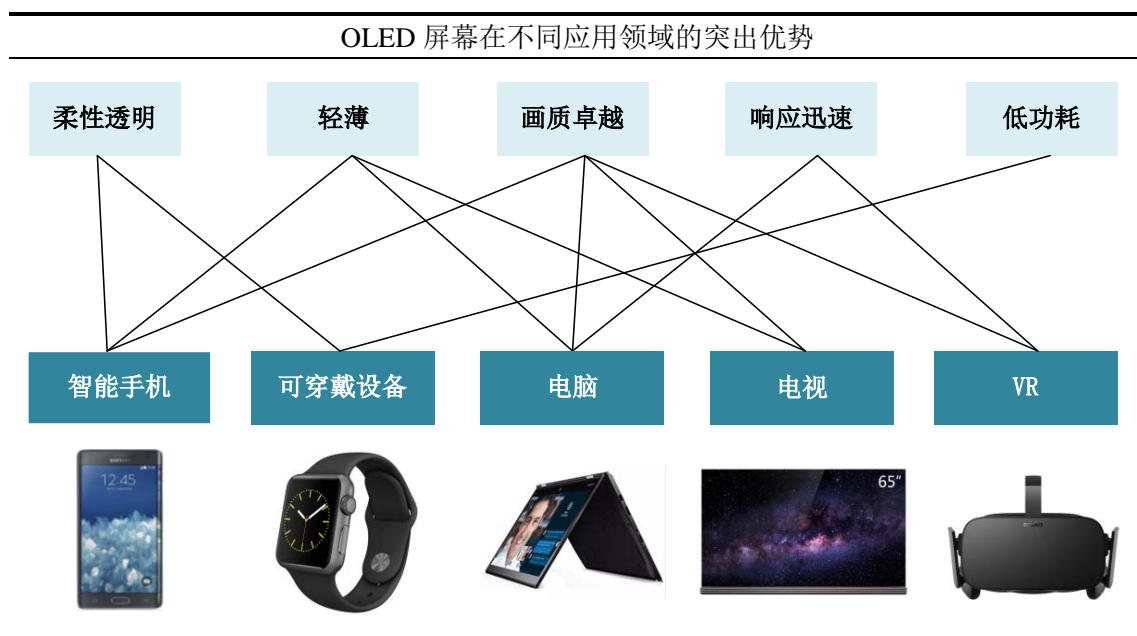 OLED 屏幕在不同应用领域的突出优势
柔性透明 轻薄 画质卓越 响应迅速 低功耗
智能手机 可穿戴设备 电脑 电视 VR
SAMSUNG
12:45
65"